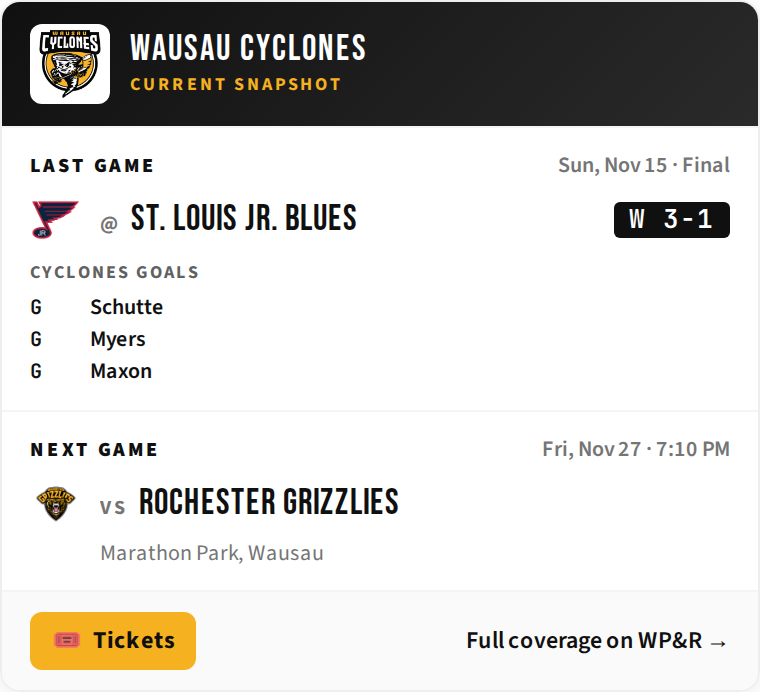 WAUSAU
CYCLONES
WAUSAU CYCLONES
CURRENT SNAPSHOT
LAST GAME
Sun, Nov 15 · Final
JR
@ ST. LOUIS JR. BLUES
W 3-1
CYCLONES GOALS
G Schutte
G Myers
G Maxon
NEXT GAME
Fri, Nov 27 · 7:10 PM
GRIZZLIES
vs ROCHESTER GRIZZLIES
Marathon Park, Wausau
Tickets
Full coverage on WP&R →